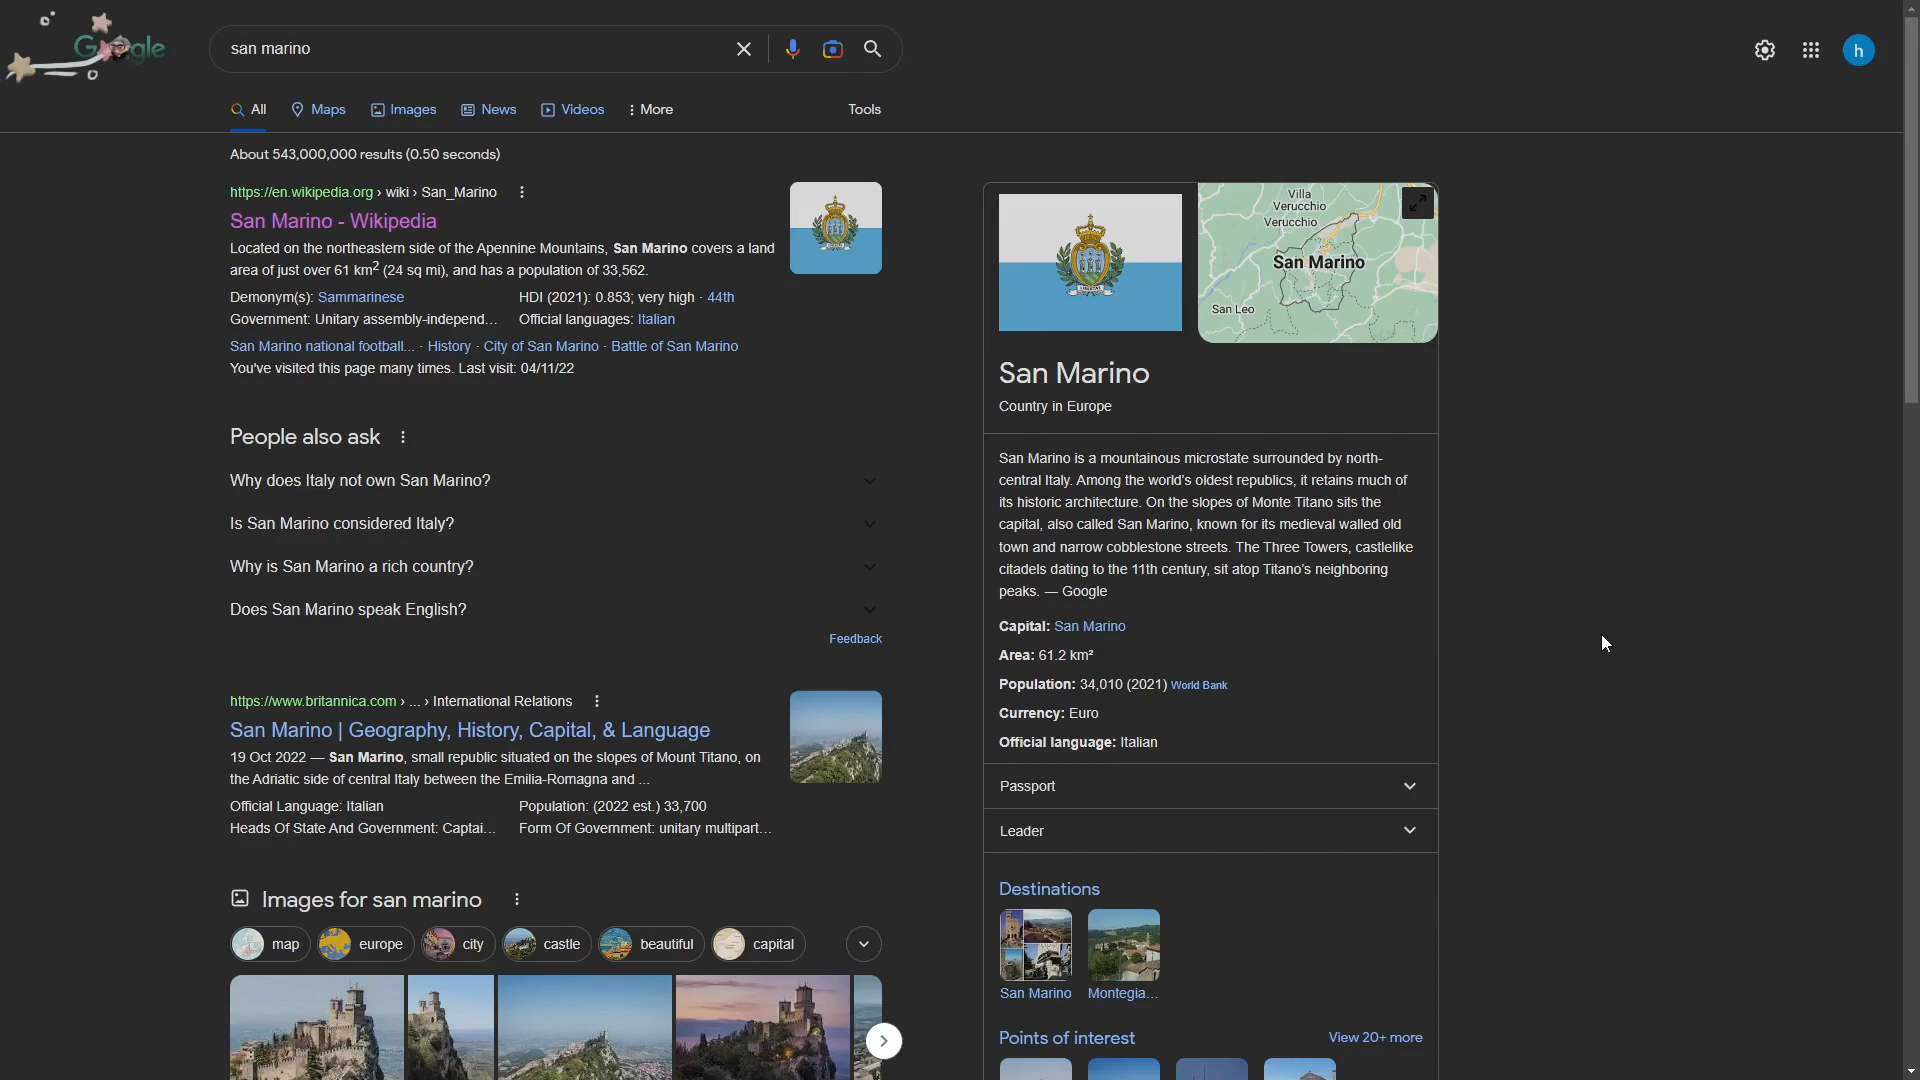 Google
san marino
h
All
Maps
Images
News
Videos
More
Tools
About 543,000,000 results (0.50 seconds)
https://en.wikipedia.org › wiki › San_Marino
San Marino - Wikipedia
Located on the northeastern side of the Apennine Mountains, San Marino covers a land
area of just over 61 km² (24 sq mi), and has a population of 33,562.
Demonym(s): Sammarinese
HDI (2021): 0.853; very high · 44th
Government: Unitary assembly-independ...
Official languages: Italian
San Marino national football... · History · City of San Marino · Battle of San Marino
You've visited this page many times. Last visit: 04/11/22
People also ask
Why does Italy not own San Marino?
Is San Marino considered Italy?
Why is San Marino a rich country?
Does San Marino speak English?
Feedback
https://www.britannica.com › ... › International Relations
San Marino | Geography, History, Capital, & Language
19 Oct 2022 — San Marino, small republic situated on the slopes of Mount Titano, on
the Adriatic side of central Italy between the Emilia-Romagna and ...
Official Language: Italian
Population: (2022 est.) 33,700
Heads Of State And Government: Captai...
Form Of Government: unitary multipart...
Images for san marino
map
europe
city
castle
beautiful
capital
LIBERTAS
Villa
Verucchio
Verucchio
San Marino
San Leo
San Marino
Country in Europe
San Marino is a mountainous microstate surrounded by north-
central Italy. Among the world's oldest republics, it retains much of
its historic architecture. On the slopes of Monte Titano sits the
capital, also called San Marino, known for its medieval walled old
town and narrow cobblestone streets. The Three Towers, castlelike
citadels dating to the 11th century, sit atop Titano's neighboring
peaks. — Google
Capital: San Marino
Area: 61.2 km²
Population: 34,010 (2021) World Bank
Currency: Euro
Official language: Italian
Passport
Leader
Destinations
San Marino
Montegia...
Points of interest
View 20+ more